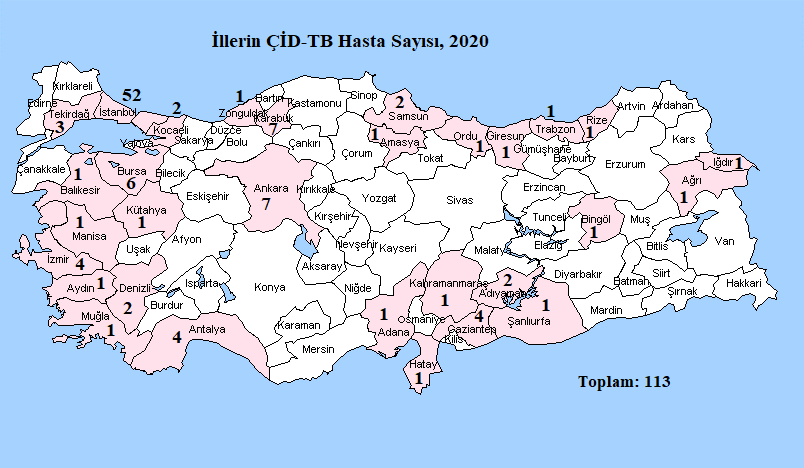 İllerin ÇİD-TB Hasta Sayısı, 2020
Kırklareli
Edirne
Tekirdağ
3
İstanbul
52
Kocaeli
2
Yalova
Sakarya
Düzce
Bolu
Zonguldak
1
Bartın
Karabük
7
Kastamonu
Sinop
Samsun
2
Çankırı
Çorum
Amasya
1
Tokat
Ordu
1
Giresun
1
Trabzon
1
Rize
1
Gümüşhane
Bayburt
Artvin
Ardahan
Kars
Erzurum
Iğdır
1
Ağrı
1
Çanakkale
Balıkesir
1
Bursa
6
Bilecik
Eskişehir
Kütahya
1
Ankara
7
Kırıkkale
Kırşehir
Yozgat
Sivas
Erzincan
Tunceli
Bingöl
1
Muş
Bitlis
Van
Manisa
1
Uşak
Afyon
İzmir
4
Aydın
1
Denizli
2
Muğla
1
Burdur
Isparta
Antalya
4
Konya
Aksaray
Nevşehir
Kayseri
Niğde
Karaman
Mersin
Adana
1
Osmaniye
Hatay
1
Kahramanmaraş
1
Malatya
Elazığ
Adıyaman
2
Gaziantep
4
Kilis
Şanlıurfa
1
Diyarbakır
Mardin
Batman
Siirt
Şırnak
Hakkari
Toplam: 113